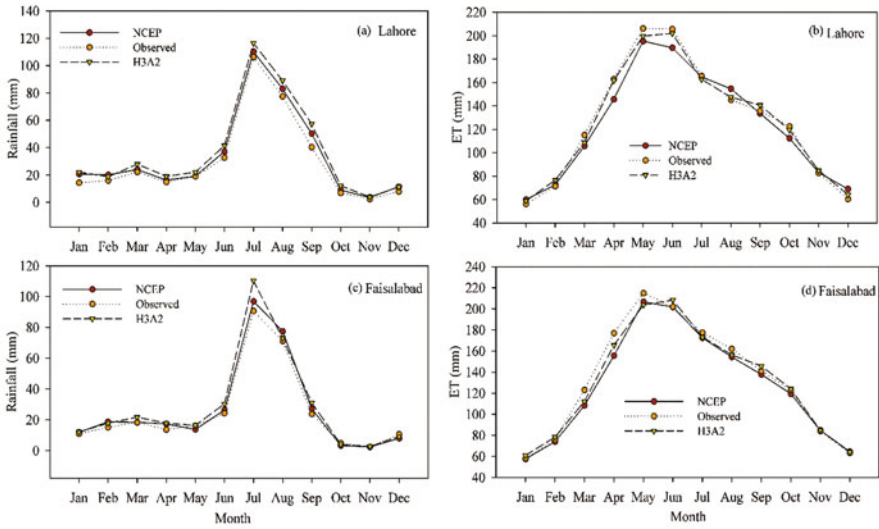 (a) Lahore
NCEP
Observed
H3A2
Rainfall (mm)
140
120
100
80
60
40
20
0
Jan Feb Mar Apr May Jun Jul Aug Sep Oct Nov Dec
(b) Lahore
NCEP
Observed
H3A2
ET (mm)
220
200
180
160
140
120
100
80
60
40
Jan Feb Mar Apr May Jun Jul Aug Sep Oct Nov Dec
(c) Faisalabad
NCEP
Observed
H3A2
Rainfall (mm)
120
100
80
60
40
20
0
Jan Feb Mar Apr May Jun Jul Aug Sep Oct Nov Dec
Month
(d) Faisalabad
NCEP
Observed
H3A2
ET (mm)
240
220
200
180
160
140
120
100
80
60
40
Jan Feb Mar Apr May Jun Jul Aug Sep Oct Nov Dec
Month